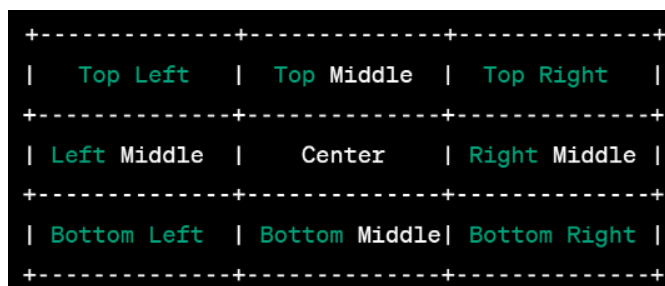 +--------------+--------------+--------------+
|   Top Left   |  Top Middle  |  Top Right   |
+--------------+--------------+--------------+
| Left Middle  |    Center    | Right Middle |
+--------------+--------------+--------------+
| Bottom Left  | Bottom Middle| Bottom Right |
+--------------+--------------+--------------+